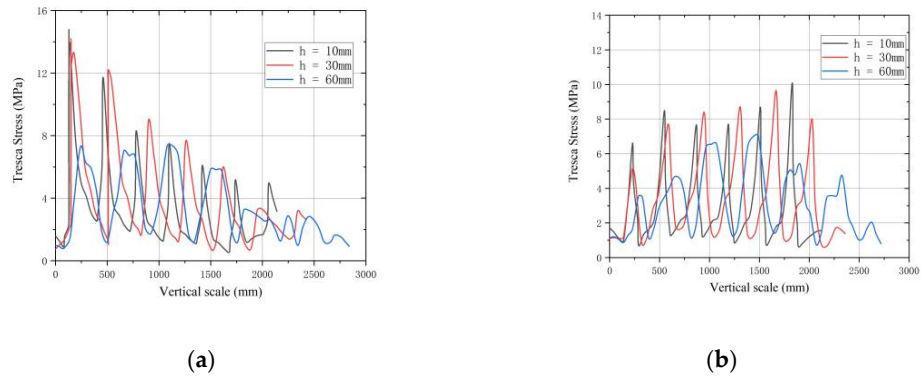 16
12
8
4
0
Tresca Stress (MPa)
h = 10mm
h = 30mm
h = 60mm
0 500 1000 1500 2000 2500 3000
Vertical scale (mm)
(a)
14
12
10
8
6
4
2
0
Tresca Stress (MPa)
h = 10mm
h = 30mm
h = 60mm
0 500 1000 1500 2000 2500 3000
Vertical scale (mm)
(b)